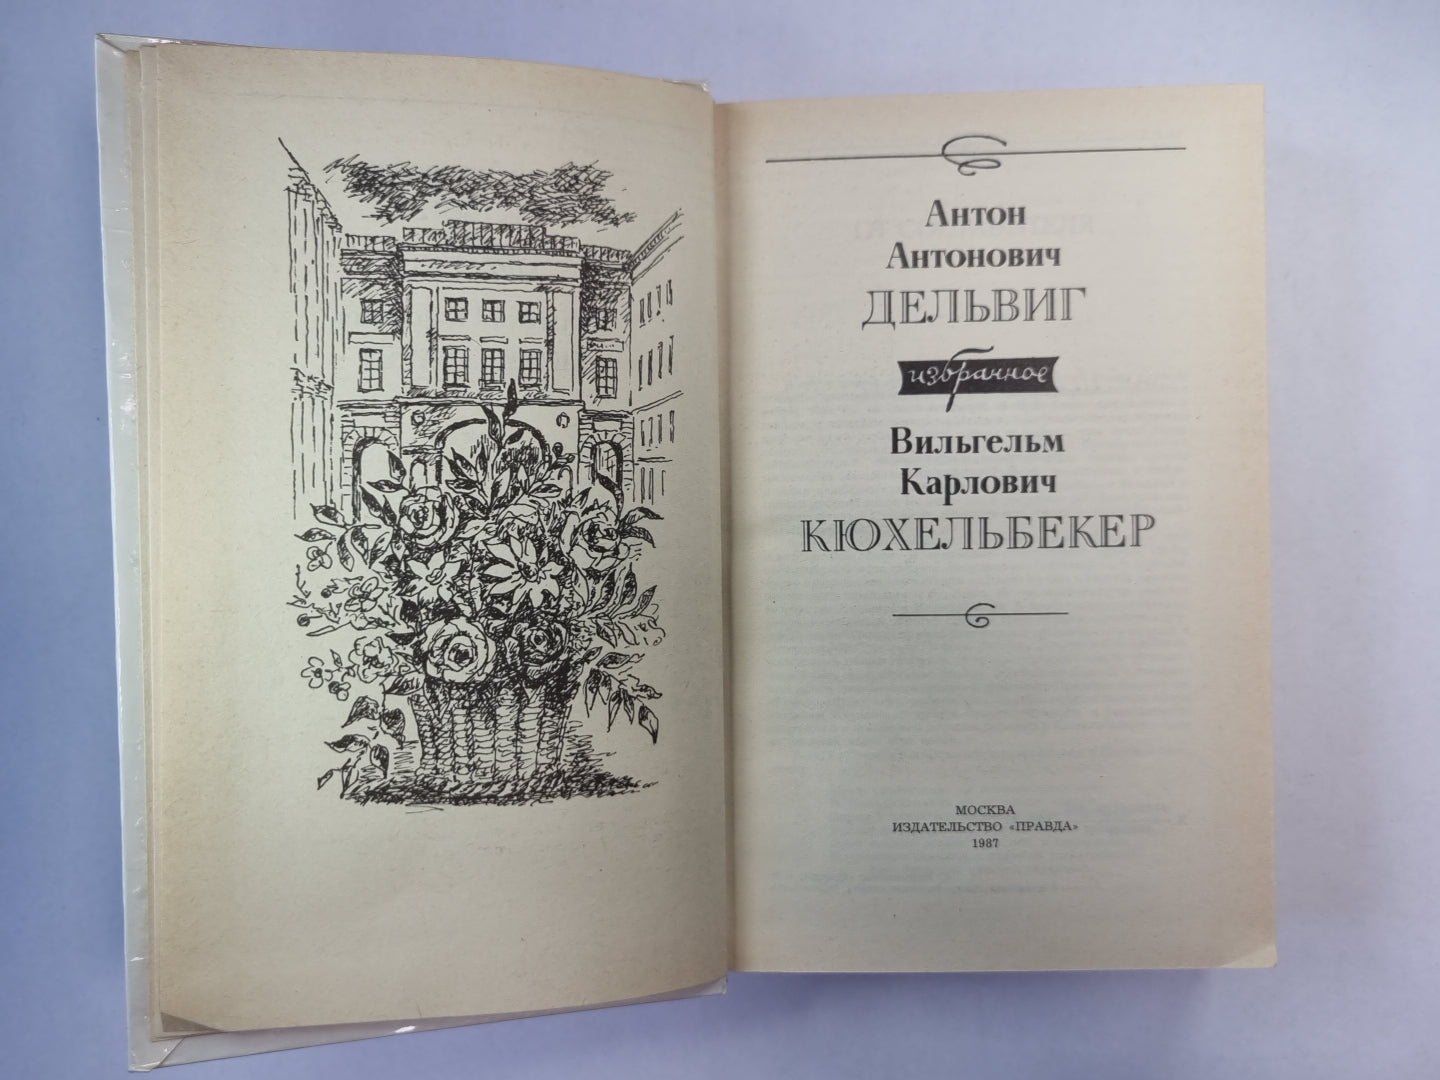 Антон
Антонович
ДЕЛЬВИГ
избранное
Вильгельм
Карлович
КЮХЕЛЬБЕКЕР
МОСКВА
ИЗДАТЕЛЬСТВО «ПРАВДА»
1987